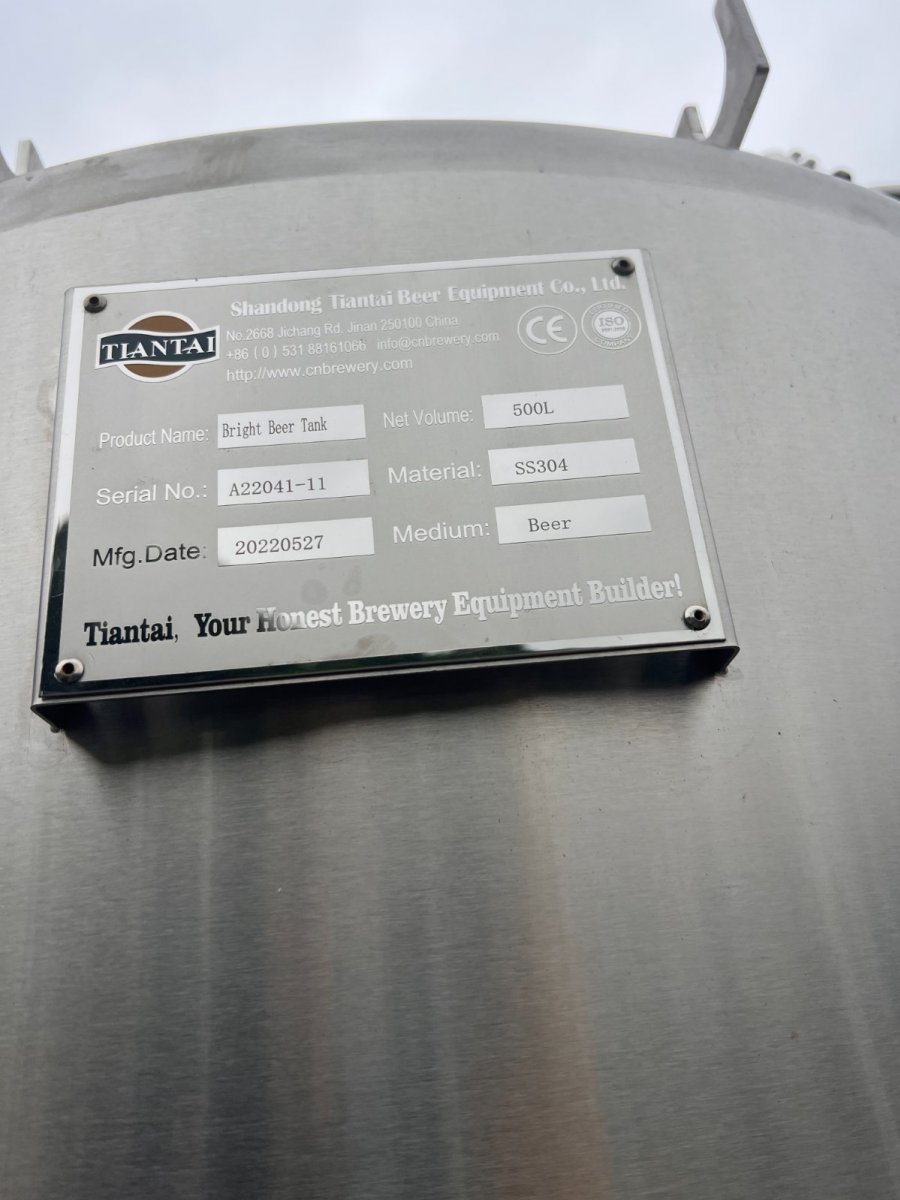 TIANTAI
Shandong Tiantai Beer Equipment Co., Ltd.
No.2668 Jichang Rd. Jinan 250100 China
+86 ( 0 ) 531 88161066 info@cnbrewery.com
http://www.cnbrewery.com
CE
ISO
Product Name: Bright Beer Tank Net Volume: 500L
Serial No.: A22041-11 Material: SS304
Mfg.Date: 20220527 Medium: Beer
Tiantai, Your Honest Brewery Equipment Builder!